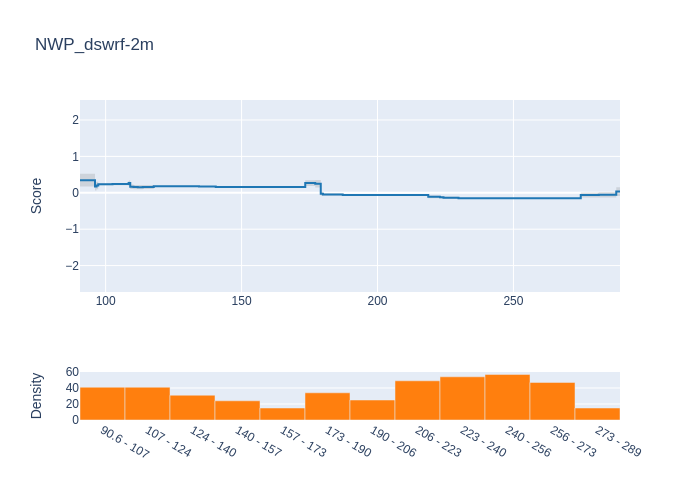 NWP_dswrf-2m
Score
2
1
0
−1
−2
100
150
200
250
Density
60
40
20
0
90.6 - 107
107 - 124
124 - 140
140 - 157
157 - 173
173 - 190
190 - 206
206 - 223
223 - 240
240 - 256
256 - 273
273 - 289